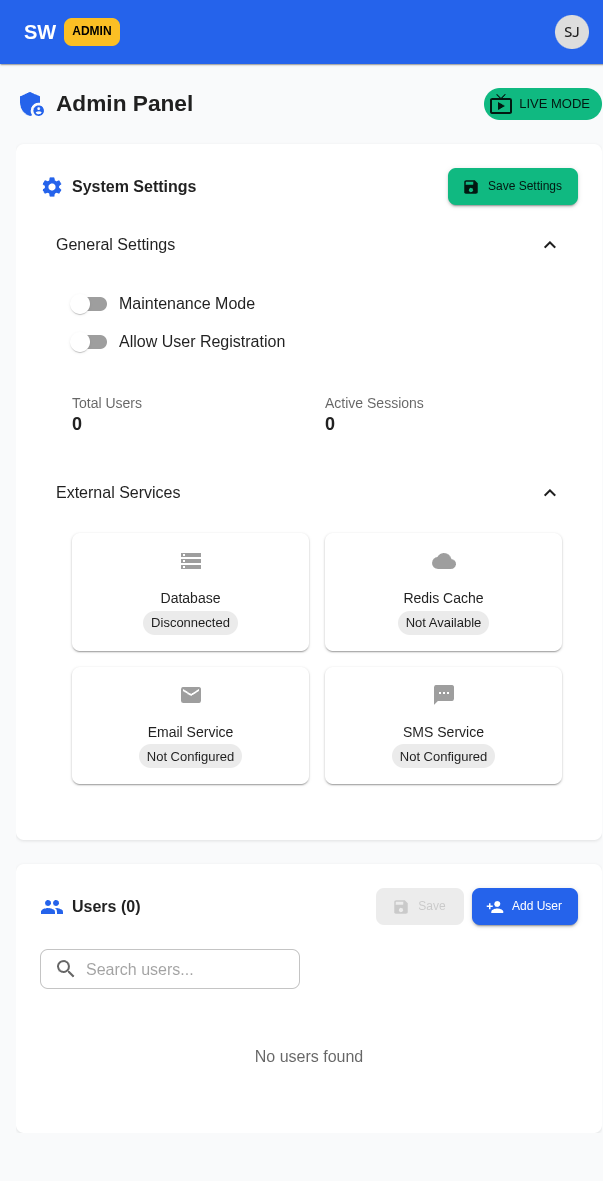 SW ADMIN SJ
Admin Panel LIVE MODE
System Settings Save Settings
General Settings
Maintenance Mode
Allow User Registration
Total Users Active Sessions
0 0
External Services
Database Redis Cache
Disconnected Not Available
Email Service SMS Service
Not Configured Not Configured
Users (0) Save Add User
Search users...
No users found